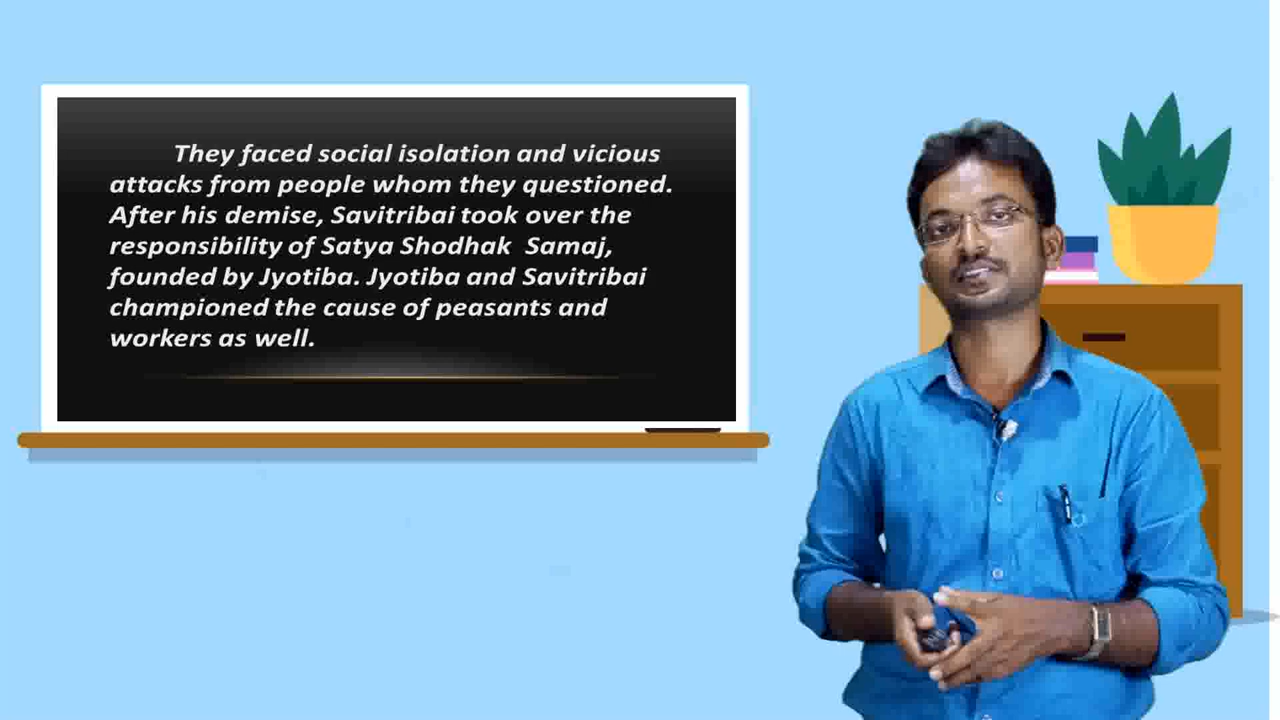 They faced social isolation and vicious
attacks from people whom they questioned.
After his demise, Savitribai took over the
responsibility of Satya Shodhak Samaj,
founded by Jyotiba. Jyotiba and Savitribai
championed the cause of peasants and
workers as well.